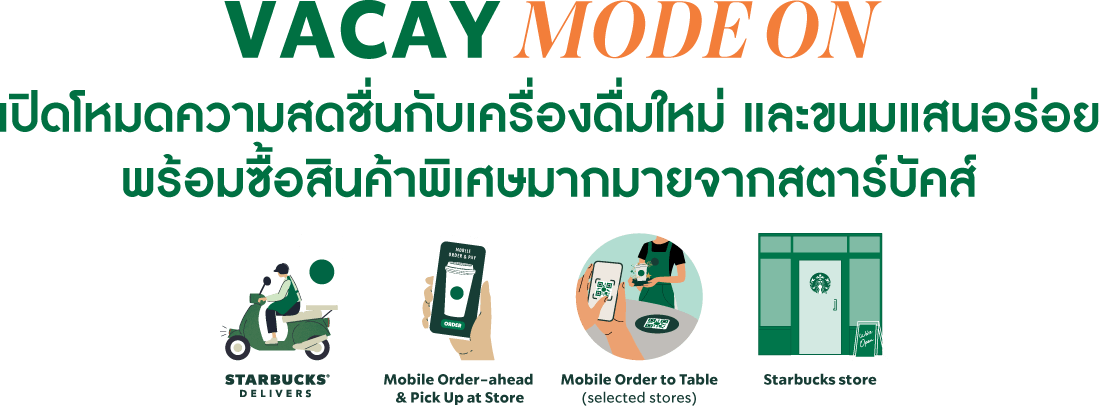 VACAY MODE ON
เปิดโหมดความสดชื่นกับเครื่องดื่มใหม่ และขนมแสนอร่อย
พร้อมซื้อสินค้าพิเศษมากมายจากสตาร์บัคส์
MOBILE
ORDER & PAY
ORDER
STARBUCKS®
DELIVERS
Mobile Order-ahead
& Pick Up at Store
Mobile Order to Table
(selected stores)
Starbucks store